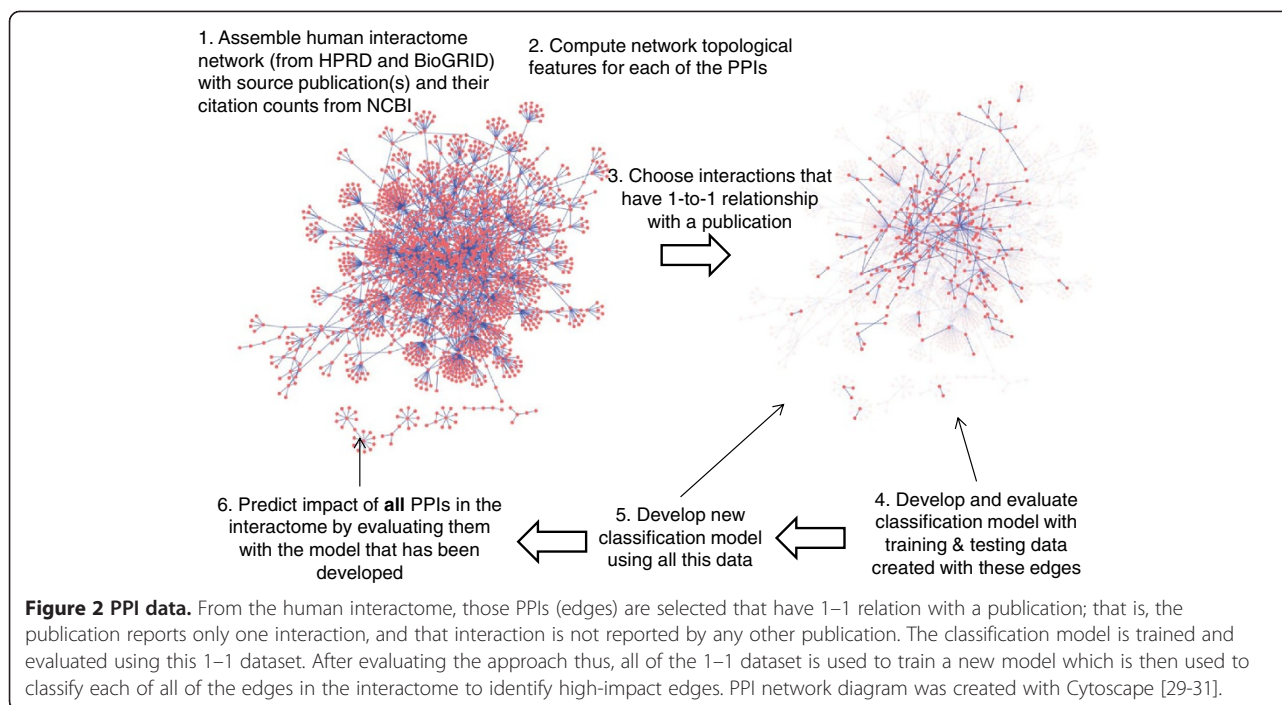 1. Assemble human interactome
network (from HPRD and BioGRID)
with source publication(s) and their
citation counts from NCBI
2. Compute network topological
features for each of the PPIs
3. Choose interactions that
have 1-to-1 relationship
with a publication
6. Predict impact of all PPIs in the
interactome by evaluating them
with the model that has been
developed
5. Develop new
classification model
using all this data
4. Develop and evaluate
classification model with
training & testing data
created with these edges
Figure 2 PPI data. From the human interactome, those PPIs (edges) are selected that have 1–1 relation with a publication; that is, the
publication reports only one interaction, and that interaction is not reported by any other publication. The classification model is trained and
evaluated using this 1–1 dataset. After evaluating the approach thus, all of the 1–1 dataset is used to train a new model which is then used to
classify each of all of the edges in the interactome to identify high-impact edges. PPI network diagram was created with Cytoscape [29-31].